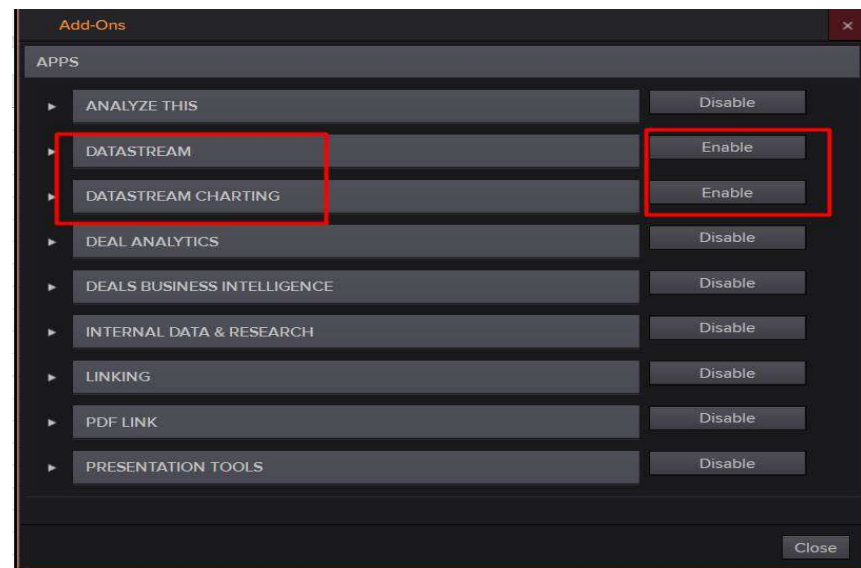 Add-Ons
×
APPS
ANALYZE THIS Disable
DATASTREAM Enable
DATASTREAM CHARTING Enable
DEAL ANALYTICS Disable
DEALS BUSINESS INTELLIGENCE Disable
INTERNAL DATA & RESEARCH Disable
LINKING Disable
PDF LINK Disable
PRESENTATION TOOLS Disable
Close